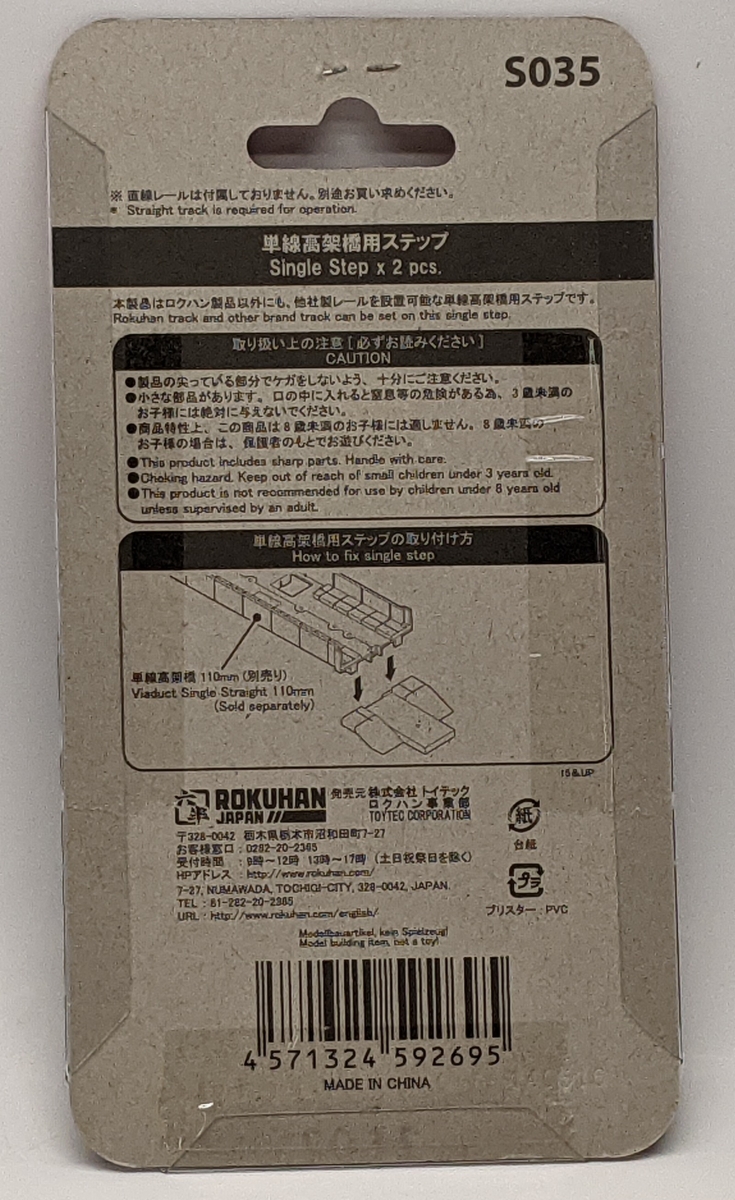 S035
※ 直線レールは付属しておりません。別途お買い求めください。
* Straight track is required for operation.
単線高架橋用ステップ
Single Step x 2 pcs.
本製品はロクハン製品以外にも、他社製レールを設置可能な単線高架橋用ステップです。
Rokuhan track and other brand track can be set on this single step.
取り扱い上の注意 [ 必ずお読みください ]
CAUTION
●製品の尖っている部分でケガをしないよう、十分にご注意ください。
●小さな部品があります。口の中に入れると窒息等の危険がある為、3歳未満の
お子様には絶対に与えないでください。
●商品特性上、この商品は8歳未満のお子様には適しません。8歳未満の
お子様の場合は、保護者のもとでお遊びください。
●This product includes sharp parts. Handle with care.
●Choking hazard. Keep out of reach of small children under 3 years old.
●This product is not recommended for use by children under 8 years old
unless supervised by an adult.
単線高架橋用ステップの取り付け方
How to fix single step
単線高架橋 110mm (別売り)
Viaduct Single Straight 110mm
(Sold separately)
15&UP
六半 ROKUHAN JAPAN
発売元 株式会社 トイテック
ロクハン事業部
TOYTEC CORPORATION
〒328-0042 栃木県栃木市沼和田町7-27
お客様窓口 : 0282-20-2365
受付時間 : 9時〜12時 13時〜17時 (土日祝祭日を除く)
HPアドレス : http://www.rokuhan.com/
7-27, NUMAWADA, TOCHIGI-CITY, 328-0042, JAPAN.
TEL : 81-282-20-2365
URL : http://www.rokuhan.com/english/
紙
台紙
プラ
ブリスター : PVC
Modellbauartikel, kein Spielzeug!
Model building item, not a toy!
4 571324 592695
MADE IN CHINA